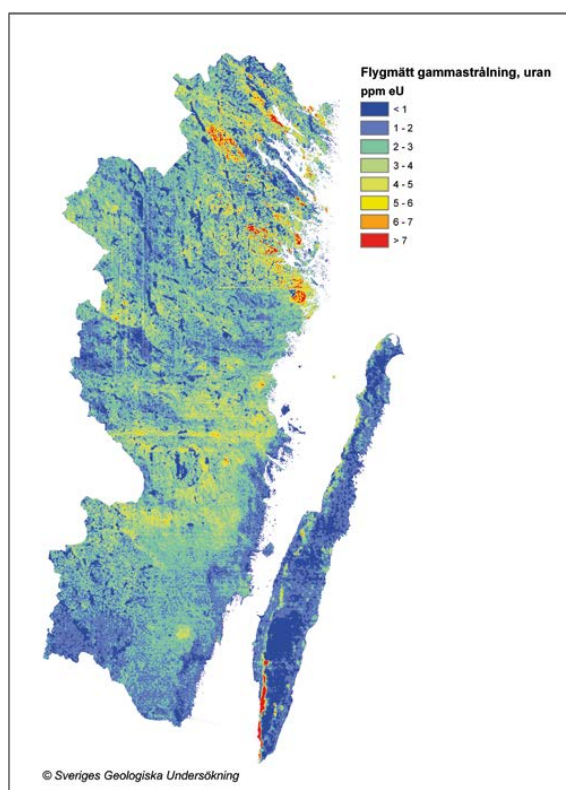 Flygmätt gammastrålning, uran
ppm eU
< 1
1 - 2
2 - 3
3 - 4
4 - 5
5 - 6
6 - 7
> 7
© Sveriges Geologiska Undersökning